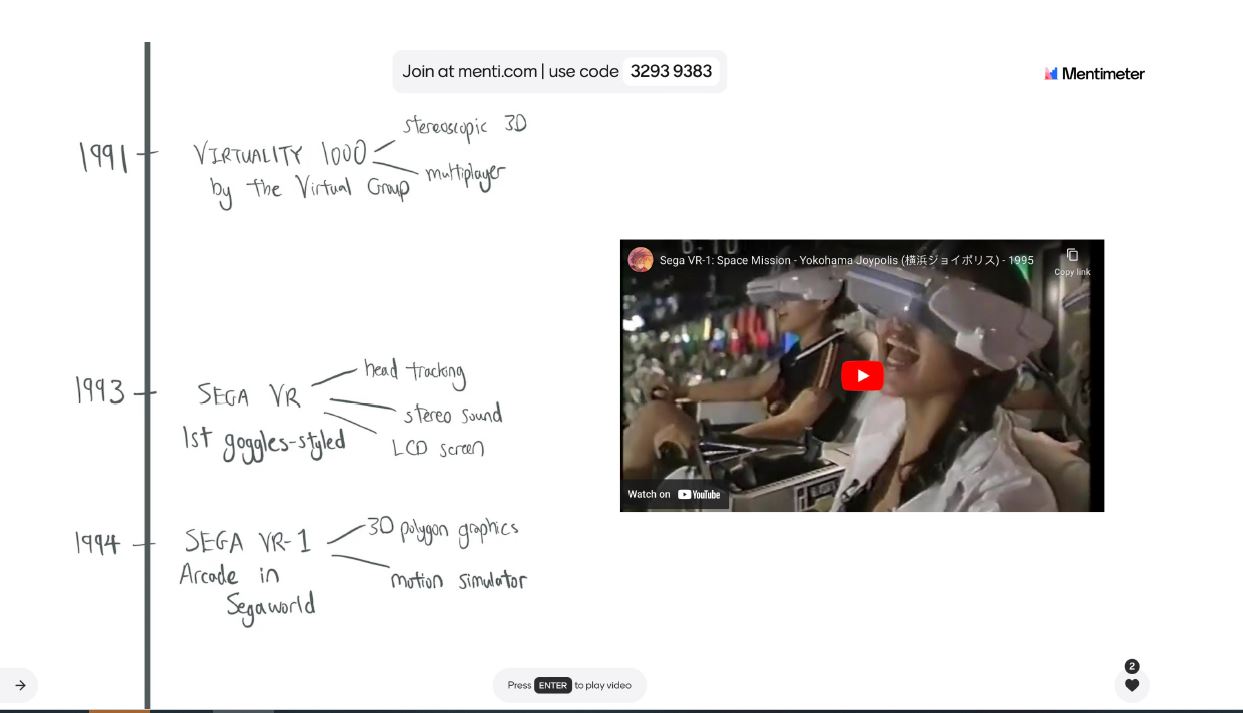 Join at menti.com | use code 3293 9383
Mentimeter
1991
VIRTUALITY 1000
by the Virtual Group
stereoscopic 3D
multiplayer
Sega VR-1: Space Mission - Yokohama Joypolis (横浜ジョイポリス) - 1995
Copy link
Watch on YouTube
1993
SEGA VR
1st goggles-styled
head tracking
stereo sound
LCD screen
1994
SEGA VR-1
Arcade in
Segaworld
3D polygon graphics
motion simulator
Press ENTER to play video
2